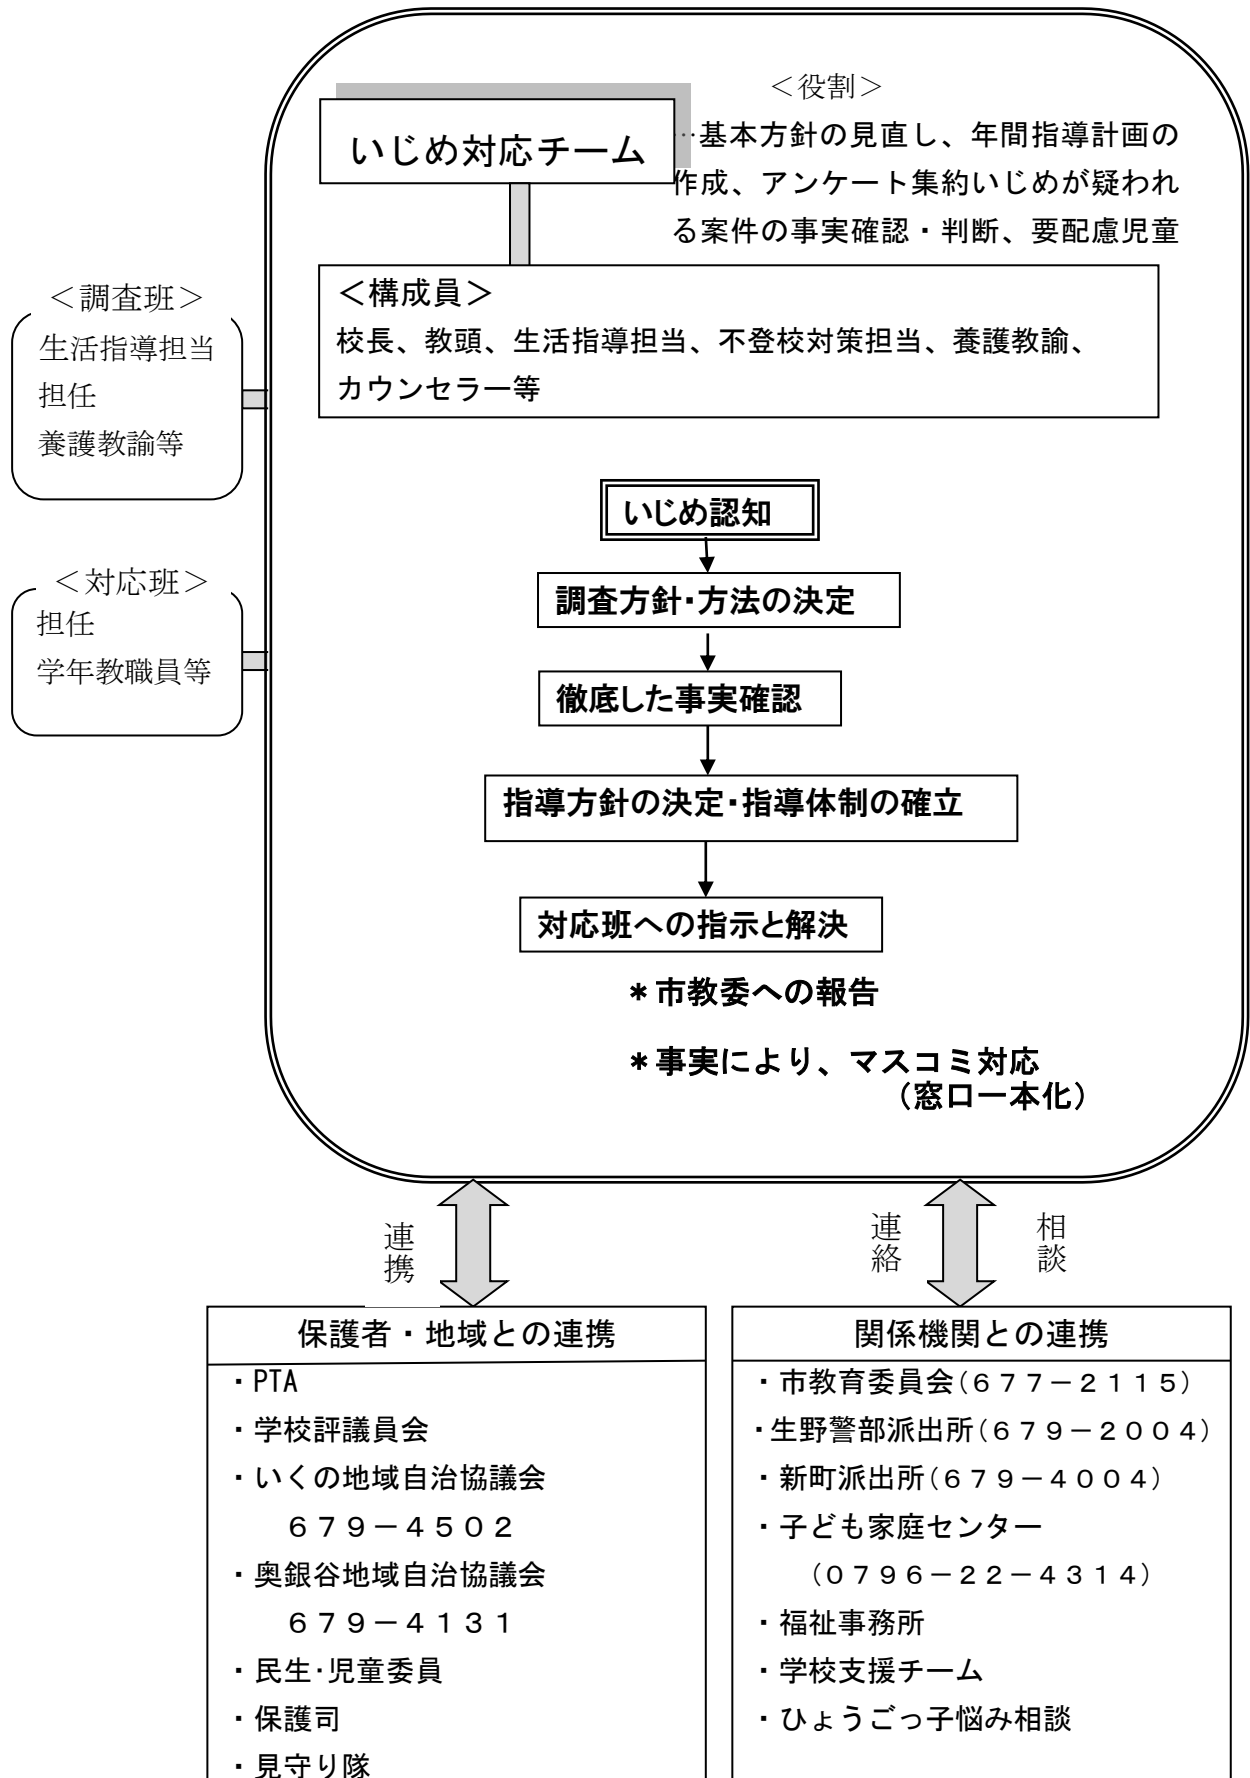 ＜役割＞
いじめ対応チーム
…基本方針の見直し、年間指導計画の
作成、アンケート集約いじめが疑われ
る案件の事実確認・判断、要配慮児童
＜構成員＞
校長、教頭、生活指導担当、不登校対策担当、養護教諭、
カウンセラー等
＜調査班＞
生活指導担当
担任
養護教諭等
＜対応班＞
担任
学年教職員等
いじめ認知
調査方針・方法の決定
徹底した事実確認
指導方針の決定・指導体制の確立
対応班への指示と解決
＊市教委への報告
＊事実により、マスコミ対応
（窓口一本化）
連携
連絡
相談
保護者・地域との連携
・PTA
・学校評議員会
・いくの地域自治協議会
６７９－４５０２
・奥銀谷地域自治協議会
６７９－４１３１
・民生・児童委員
・保護司
・見守り隊
関係機関との連携
・市教育委員会（６７７－２１１５）
・生野警部派出所（６７９－２００４）
・新町派出所（６７９－４００４）
・子ども家庭センター
（０７９６－２２－４３１４）
・福祉事務所
・学校支援チーム
・ひょうごっ子悩み相談